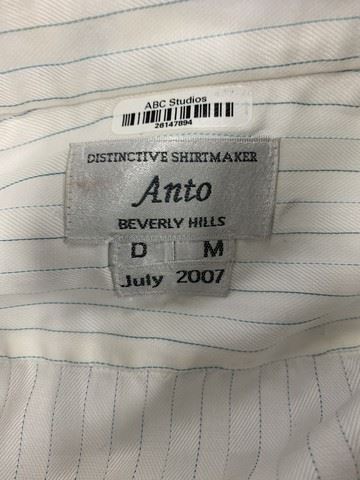 ABC Studios
26147894
DISTINCTIVE SHIRTMAKER
Anto
BEVERLY HILLS
D M
July 2007